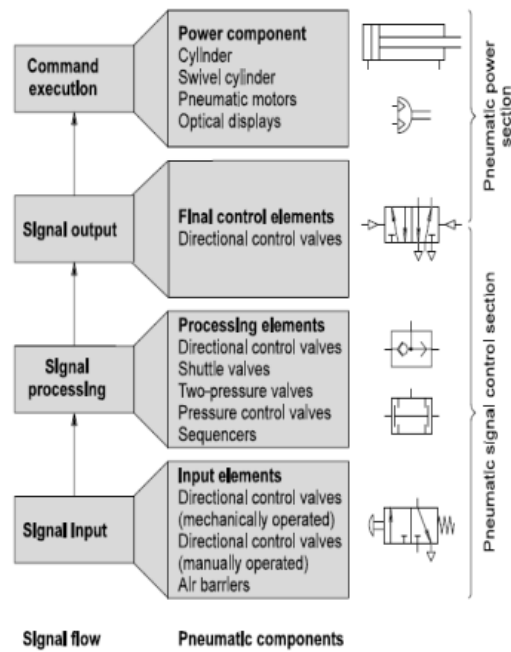 Command
execution
Power component
Cylinder
Swivel cylinder
Pneumatic motors
Optical displays
Pneumatic power
section
Signal output
Final control elements
Directional control valves
Signal
processing
Processing elements
Directional control valves
Shuttle valves
Two-pressure valves
Pressure control valves
Sequencers
Pneumatic signal control section
Signal Input
Input elements
Directional control valves
(mechanically operated)
Directional control valves
(manually operated)
Air barriers
Signal flow
Pneumatic components